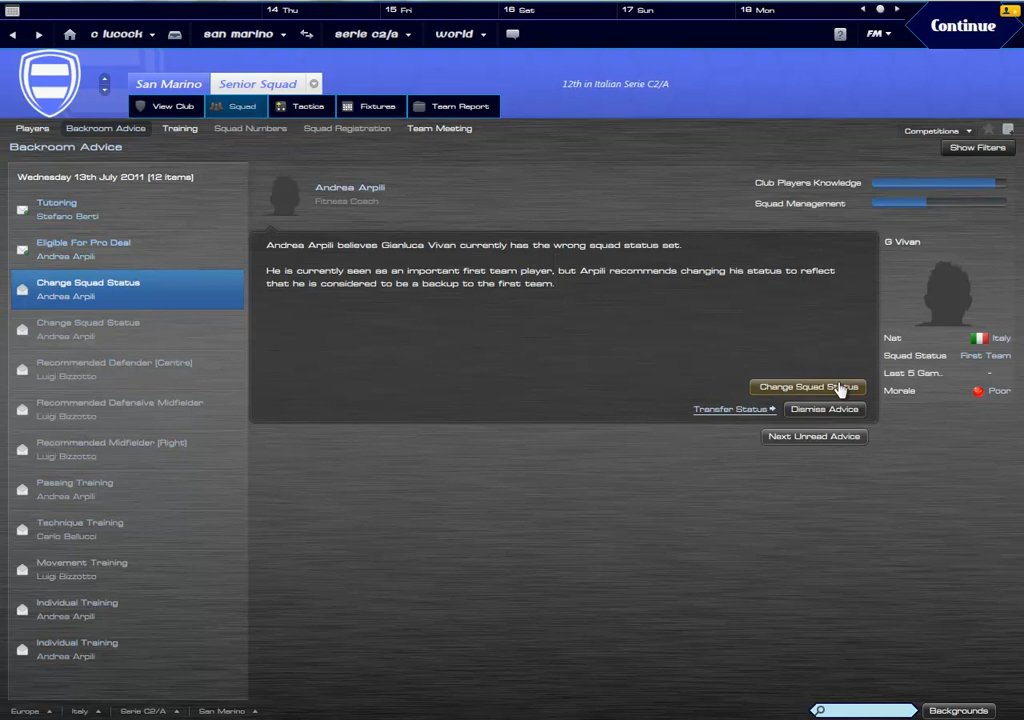 14 Thu 15 Fri 16 Sat 17 Sun 18 Mon
c lucock san marino serie c2/a world FM Continue
San Marino Senior Squad 12th in Italian Serie C2/A
View Club Squad Tactics Fixtures Team Report
Players Backroom Advice Training Squad Numbers Squad Registration Team Meeting Competitions
Backroom Advice Show Filters
Wednesday 13th July 2011 (12 items)
Tutoring
Stefano Berti
Eligible For Pro Deal
Andrea Arpili
Change Squad Status
Andrea Arpili
Change Squad Status
Andrea Arpili
Recommended Defender (Centre)
Luigi Bizzotto
Recommended Defensive Midfielder
Luigi Bizzotto
Recommended Midfielder (Right)
Luigi Bizzotto
Passing Training
Andrea Arpili
Technique Training
Carlo Bellucci
Movement Training
Luigi Bizzotto
Individual Training
Andrea Arpili
Individual Training
Andrea Arpili
Andrea Arpili
Fitness Coach
Club Players Knowledge
Squad Management
Andrea Arpili believes Gianluca Vivan currently has the wrong squad status set.
He is currently seen as an important first team player, but Arpili recommends changing his status to reflect
that he is considered to be a backup to the first team.
Change Squad Status
Transfer Status Dismiss Advice
Next Unread Advice
G Vivan
Nat Italy
Squad Status First Team
Last 5 Gam.. -
Morale Poor
Europe Italy Serie C2/A San Marino Backgrounds